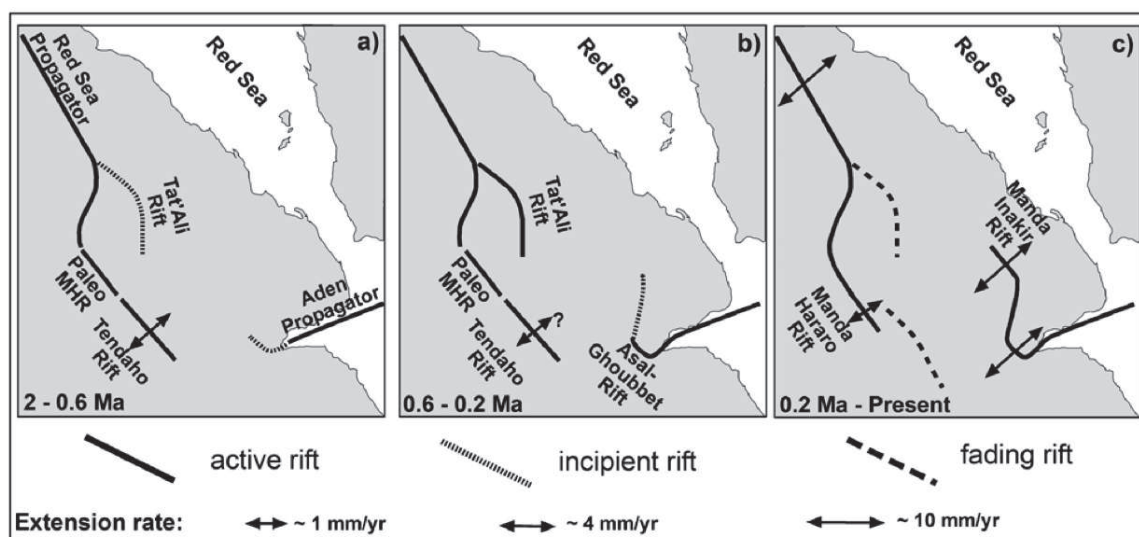 a)
Red Sea
Propagator
Red Sea
Tat'Ali
Rift
Paleo
MHR
Tendaho
Rift
Aden
Propagator
2 - 0.6 Ma
b)
Red Sea
Tat'Ali
Rift
Paleo
MHR
Tendaho
Rift
?
Asal-
Ghoubbet
Rift
0.6 - 0.2 Ma
c)
Red Sea
Manda
Inakir
Rift
Manda
Hararo
Rift
0.2 Ma - Present
active rift
incipient rift
fading rift
Extension rate:
~ 1 mm/yr
~ 4 mm/yr
~ 10 mm/yr